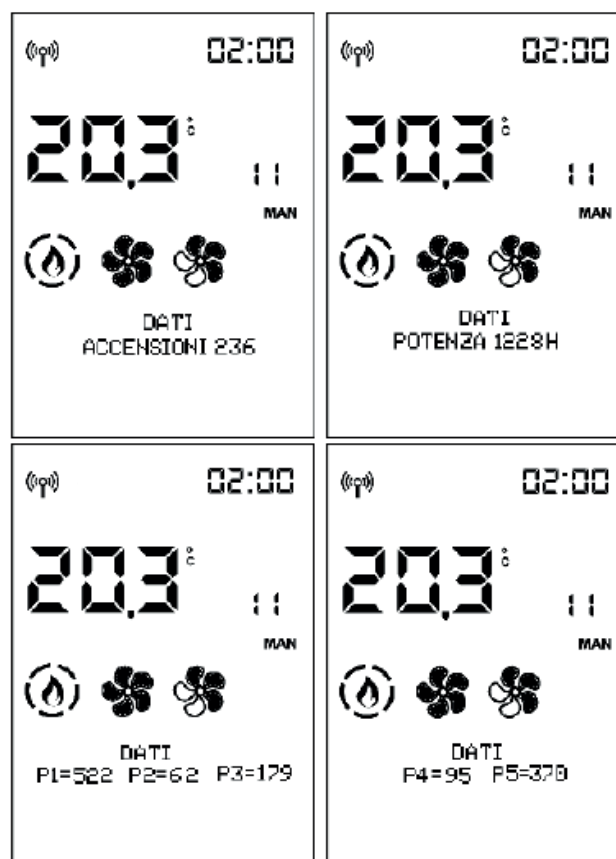 02:00
20,3 °C
11
MAN
DATI
ACCENSIONI 236
02:00
20,3 °C
11
MAN
DATI
POTENZA 1228H
02:00
20,3 °C
11
MAN
DATI
P1=522 P2=62 P3=179
02:00
20,3 °C
11
MAN
DATI
P4=95 P5=370